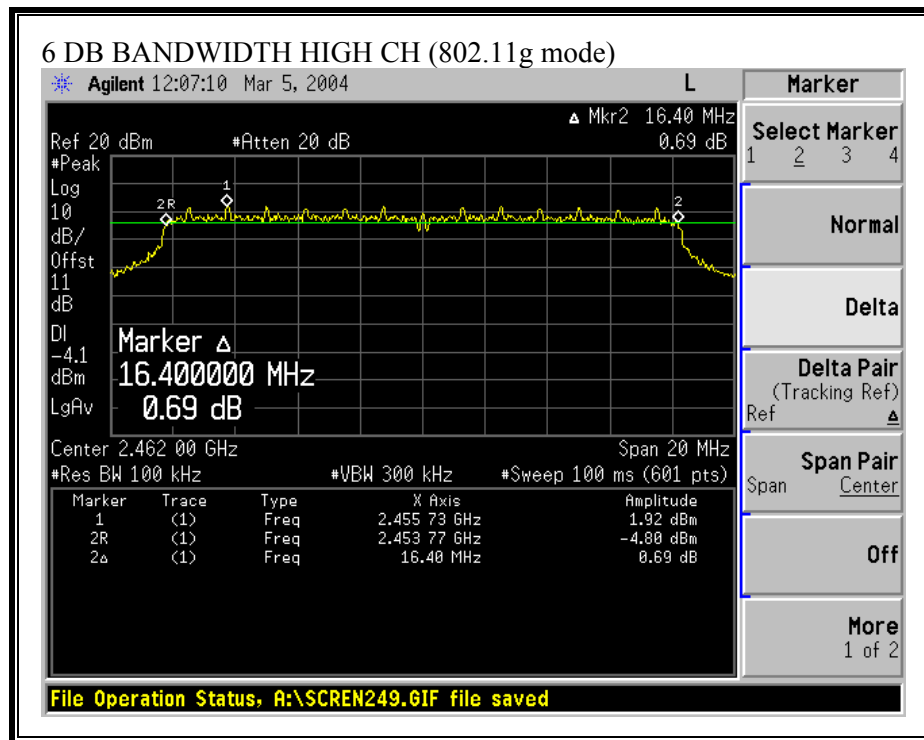 6 DB BANDWIDTH HIGH CH (802.11g mode)
Agilent 12:07:10 Mar 5, 2004 L
Δ Mkr2 16.40 MHz
Ref 20 dBm #Atten 20 dB 0.69 dB
#Peak
Log
10
dB/
Offst
11
dB
DI
-4.1
dBm
LgAv
2R
1
2
Marker Δ
16.400000 MHz
0.69 dB
Center 2.462 00 GHz Span 20 MHz
#Res BW 100 kHz #VBW 300 kHz #Sweep 100 ms (601 pts)
Marker Trace Type X Axis Amplitude
1 (1) Freq 2.455 73 GHz 1.92 dBm
2R (1) Freq 2.453 77 GHz -4.80 dBm
2Δ (1) Freq 16.40 MHz 0.69 dB
File Operation Status, A:\SCREN249.GIF file saved
Marker
Select Marker
1 2 3 4
Normal
Delta
Delta Pair
(Tracking Ref)
Ref Δ
Span Pair
Span Center
Off
More
1 of 2